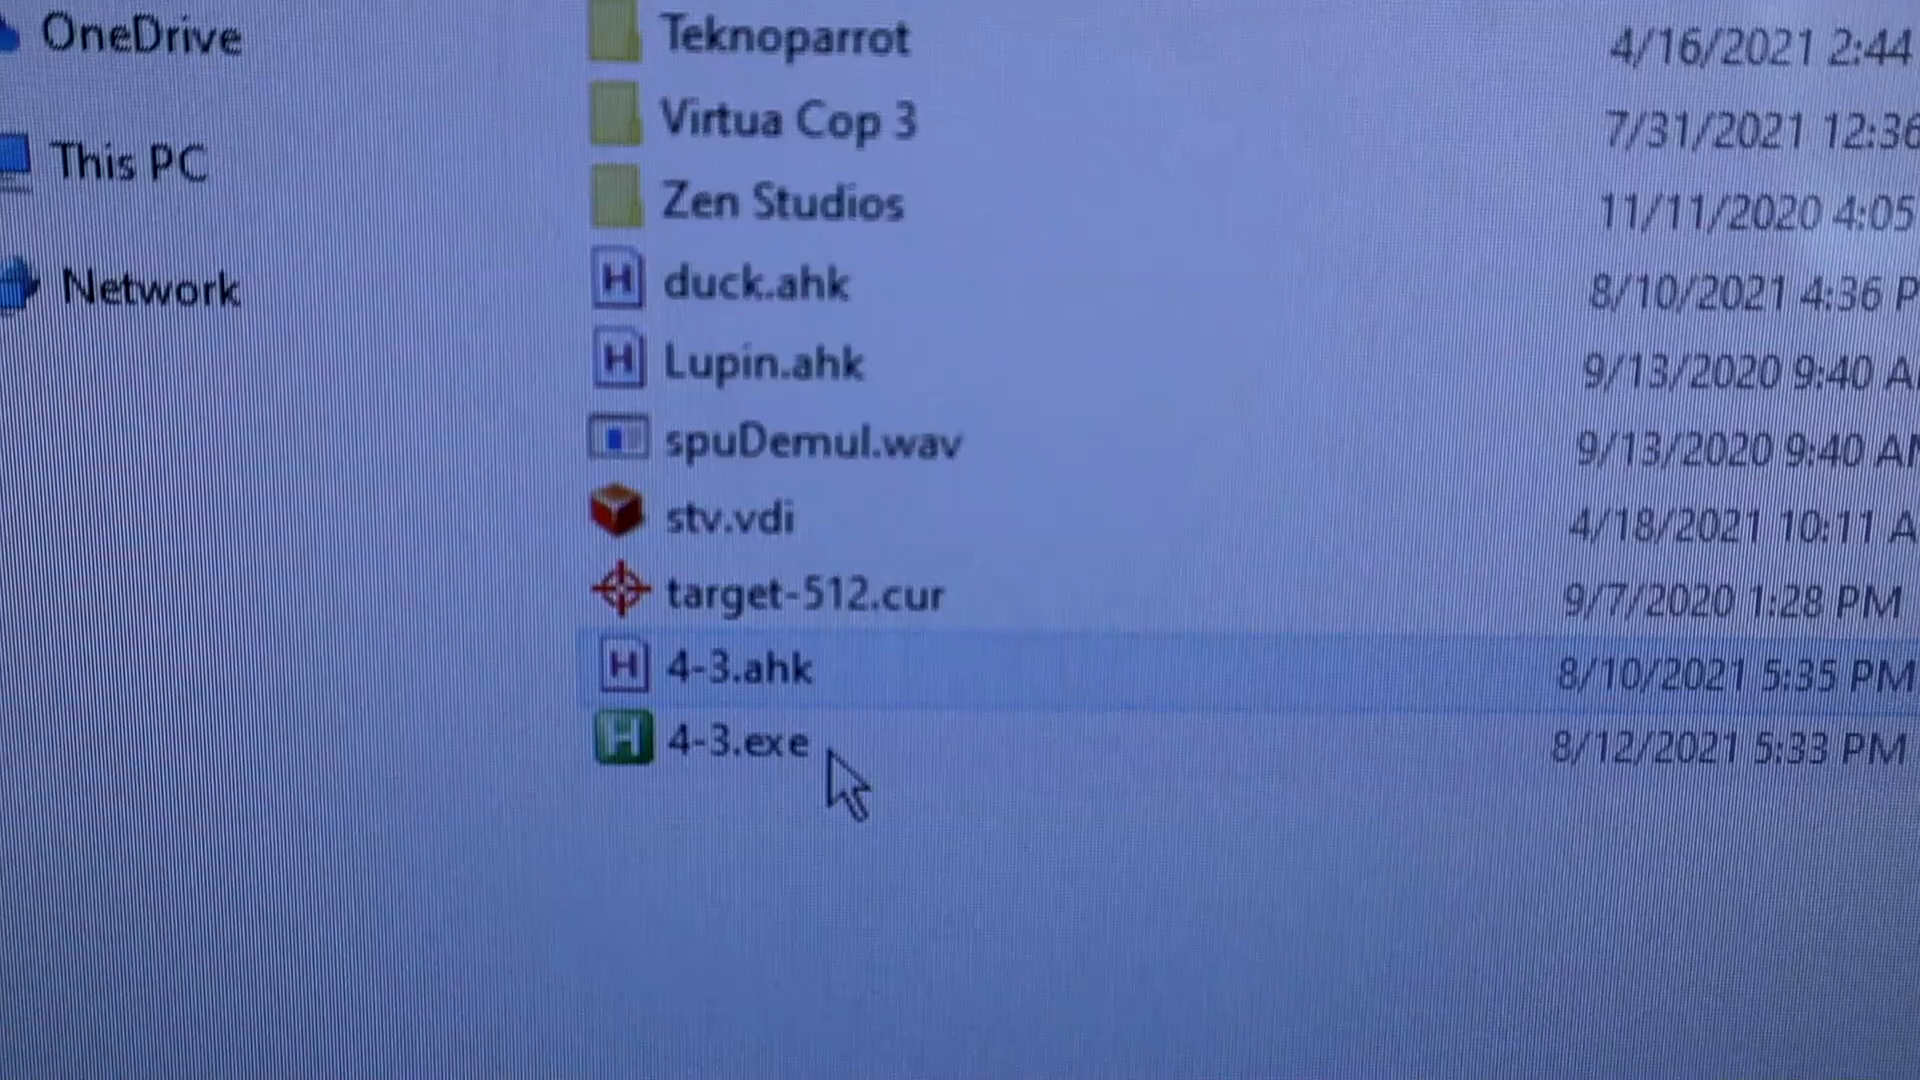 OneDrive
This PC
Network
Teknoparrot 4/16/2021 2:44
Virtua Cop 3 7/31/2021 12:36
Zen Studios 11/11/2020 4:05
duck.ahk 8/10/2021 4:36 P
Lupin.ahk 9/13/2020 9:40 A
spuDemul.wav 9/13/2020 9:40 AM
stv.vdi 4/18/2021 10:11 A
target-512.cur 9/7/2020 1:28 PM
4-3.ahk 8/10/2021 5:35 PM
4-3.exe 8/12/2021 5:33 PM